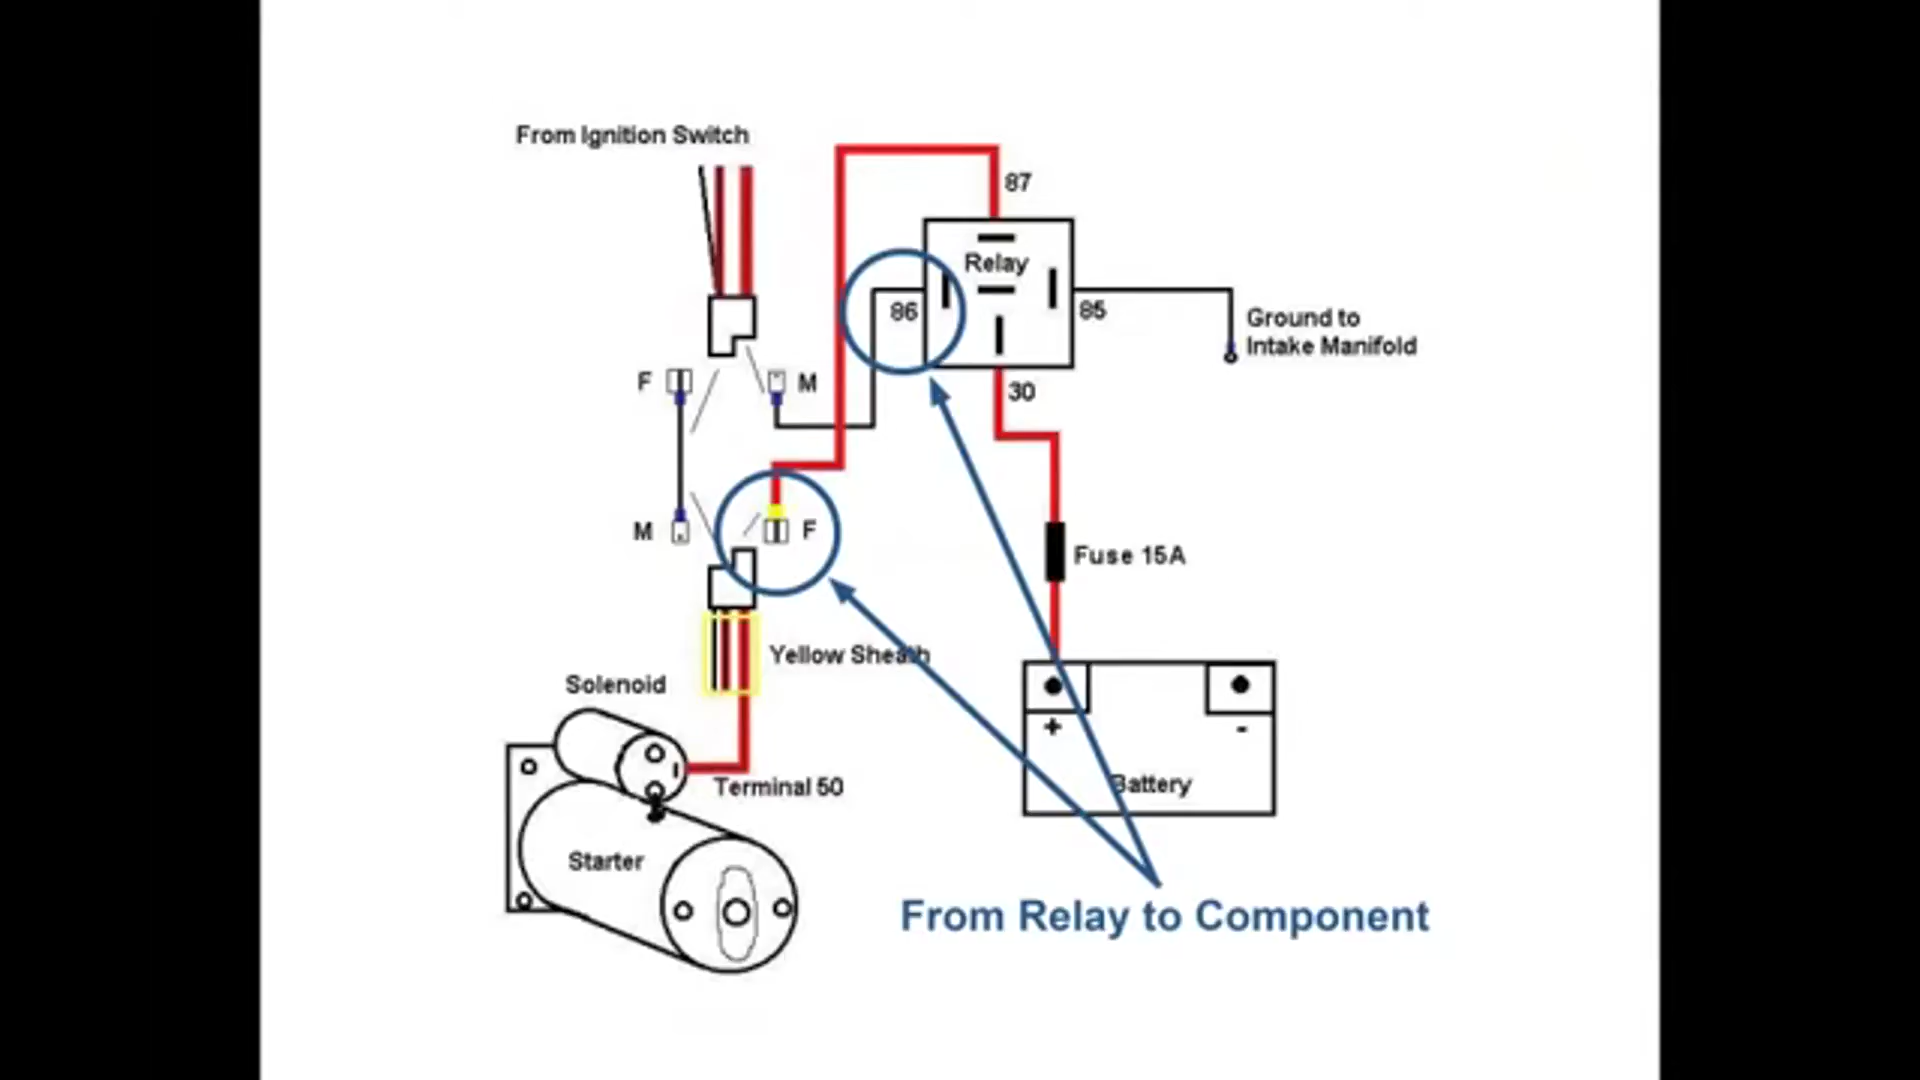 From Ignition Switch
87
Relay
86
85
Ground to
Intake Manifold
F
M
30
M
F
Fuse 15A
Yellow Sheath
Solenoid
+
-
Terminal 50
Battery
Starter
From Relay to Component